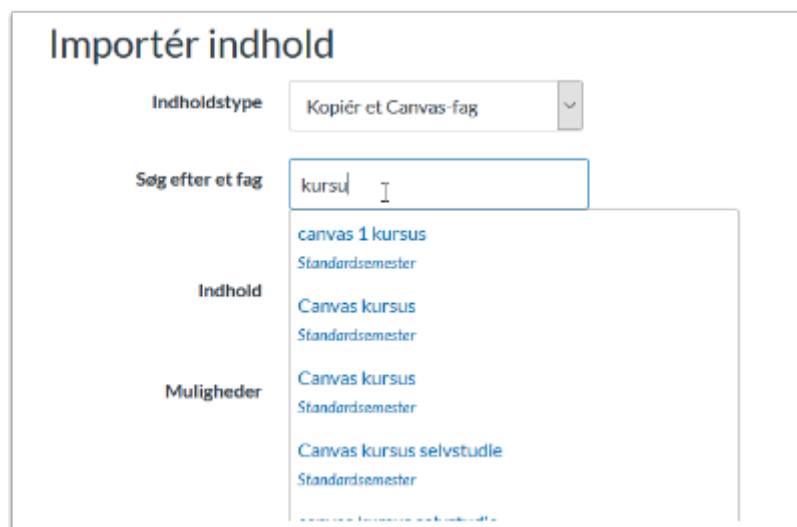 Importér indhold
Indholdstype
Kopiér et Canvas-fag
Søg efter et fag
kursu
canvas 1 kursus
Standardsemester
Indhold
Canvas kursus
Standardsemester
Muligheder
Canvas kursus
Standardsemester
Canvas kursus selvstudie
Standardsemester